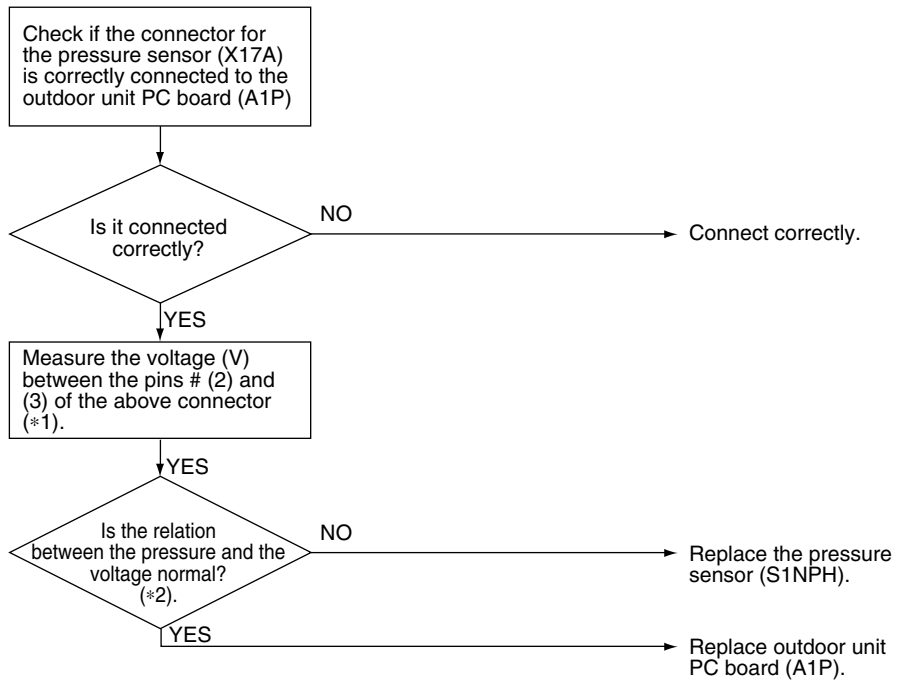 Check if the connector for
the pressure sensor (X17A)
is correctly connected to the
outdoor unit PC board (A1P)
Is it connected
correctly?
NO
Connect correctly.
YES
Measure the voltage (V)
between the pins # (2) and
(3) of the above connector
(*1).
YES
Is the relation
between the pressure and the
voltage normal?
(*2).
NO
Replace the pressure
sensor (S1NPH).
YES
Replace outdoor unit
PC board (A1P).